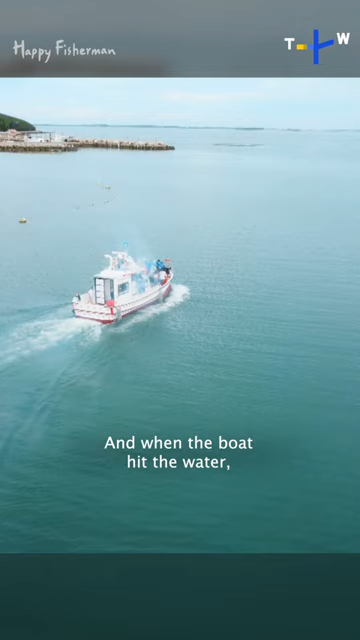 Happy Fisherman
T+W
And when the boat
hit the water,